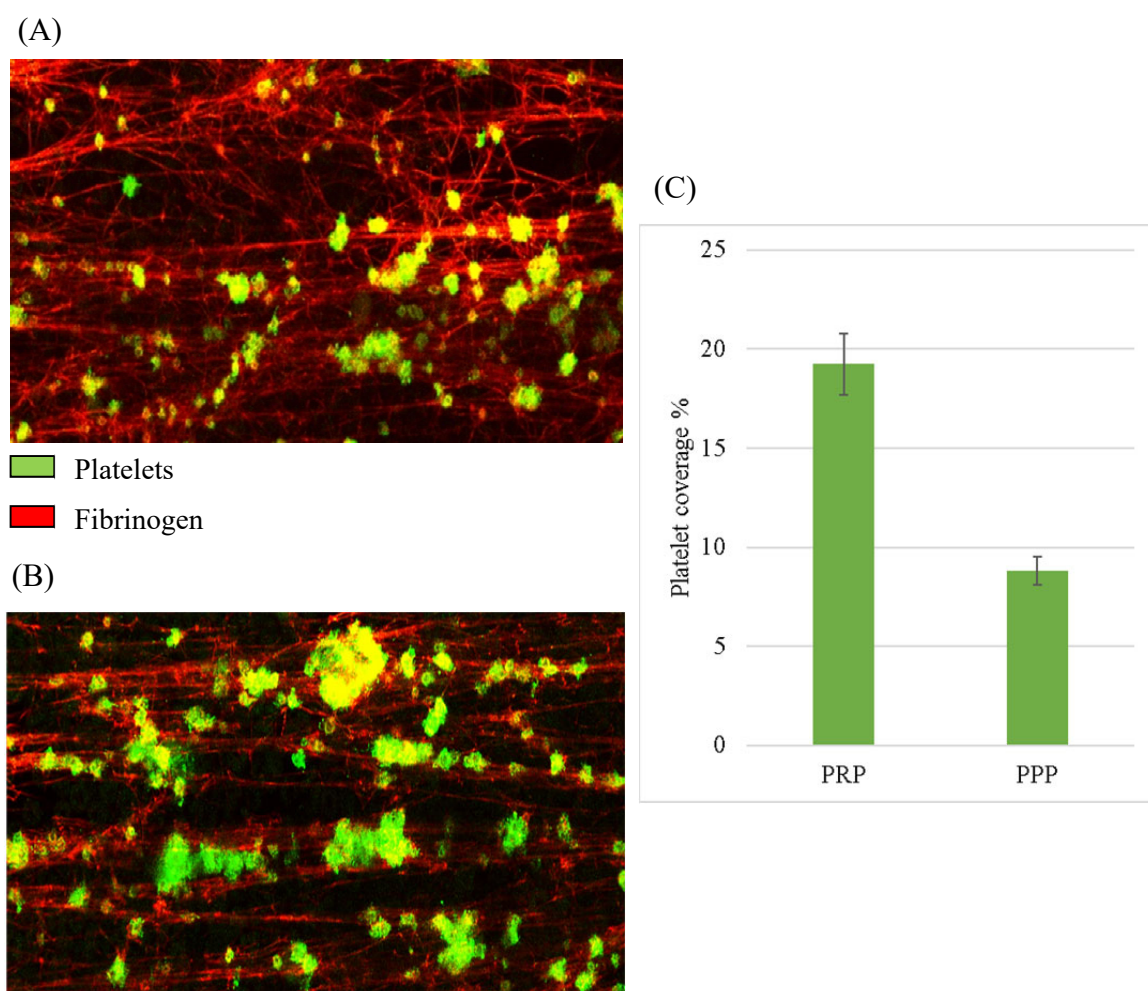 (A)
Platelets
Fibrinogen
(B)
(C)
25
20
15
10
5
0
Platelet coverage %
PRP
PPP